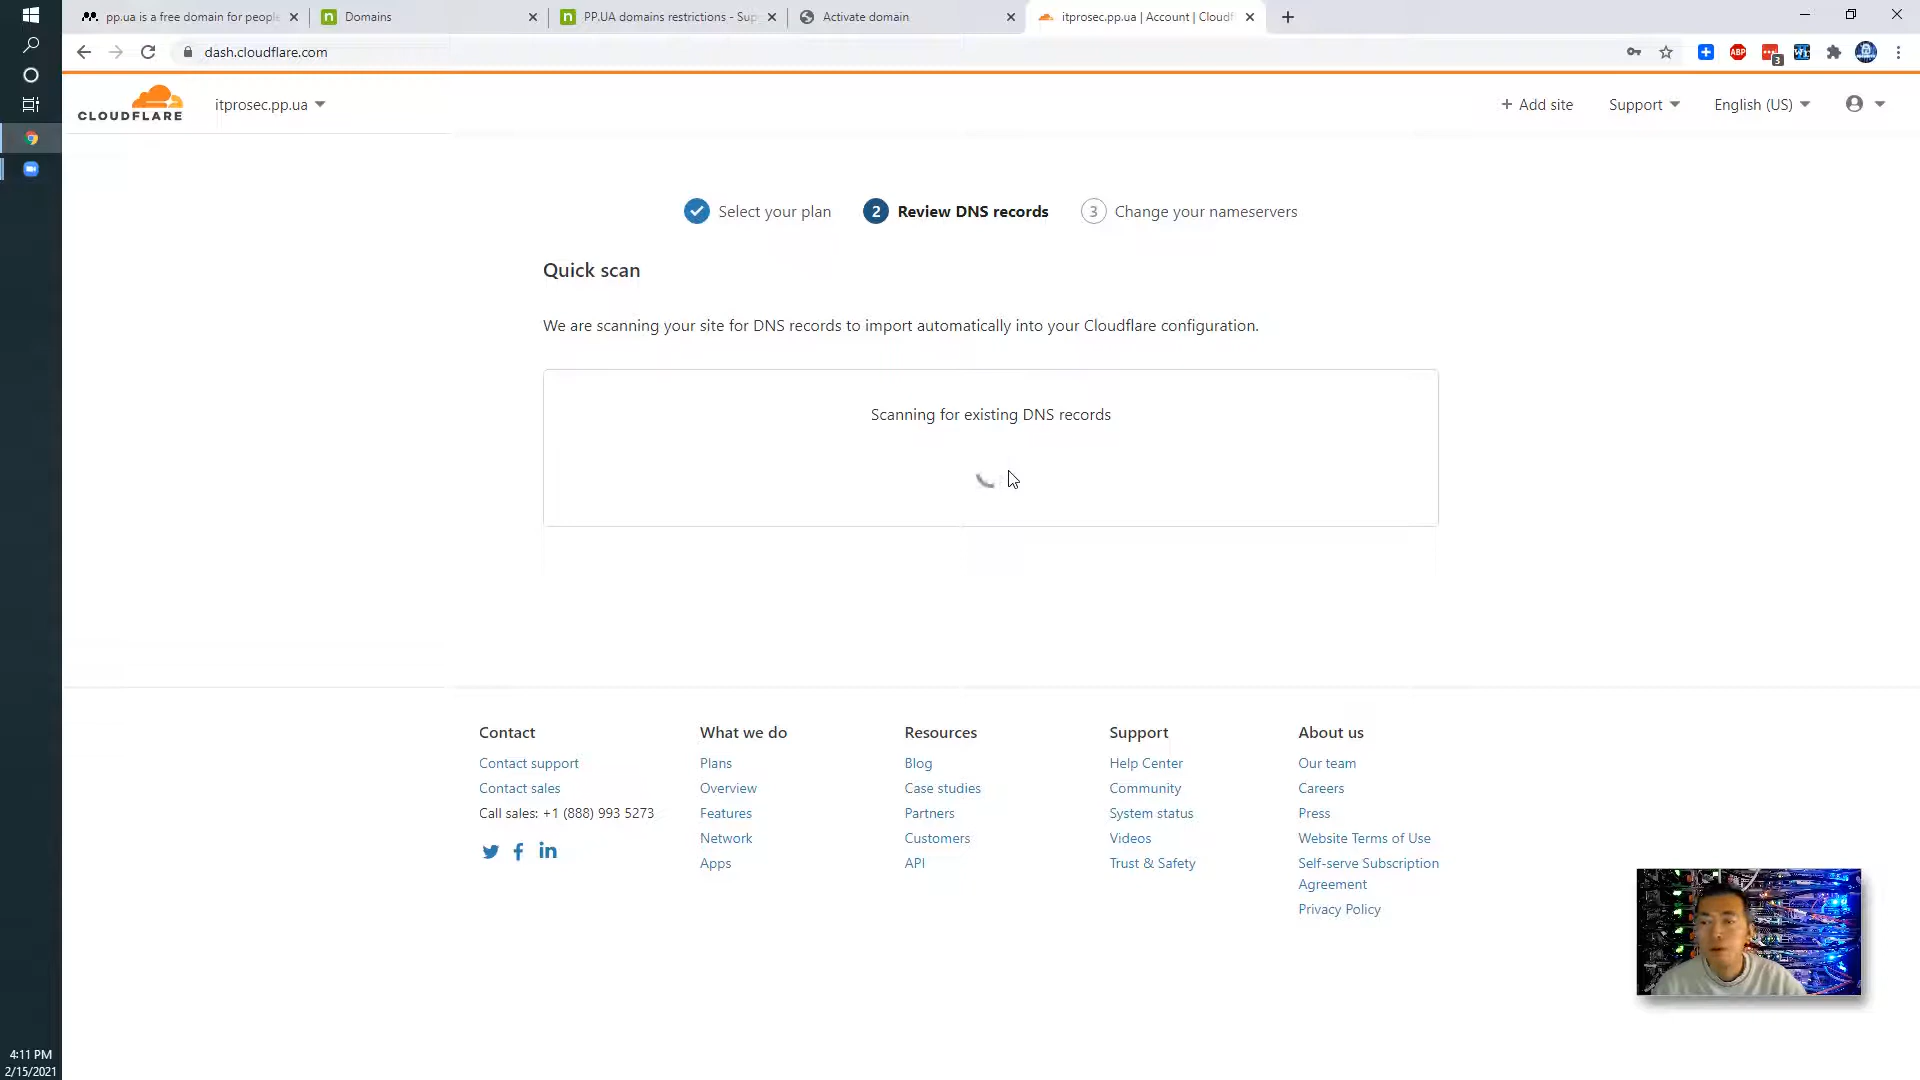 pp.ua is a free domain for people
Domains
PP.UA domains restrictions - Sup
Activate domain
itprosec.pp.ua | Account | Cloudf
dash.cloudflare.com
ABP
3
CLOUDFLARE
itprosec.pp.ua
+ Add site
Support
English (US)
Select your plan
2 Review DNS records
3 Change your nameservers
Quick scan
We are scanning your site for DNS records to import automatically into your Cloudflare configuration.
Scanning for existing DNS records
Contact
Contact support
Contact sales
Call sales: +1 (888) 993 5273
What we do
Plans
Overview
Features
Network
Apps
Resources
Blog
Case studies
Partners
Customers
API
Support
Help Center
Community
System status
Videos
Trust & Safety
About us
Our team
Careers
Press
Website Terms of Use
Self-serve Subscription
Agreement
Privacy Policy
4:11 PM
2/15/2021